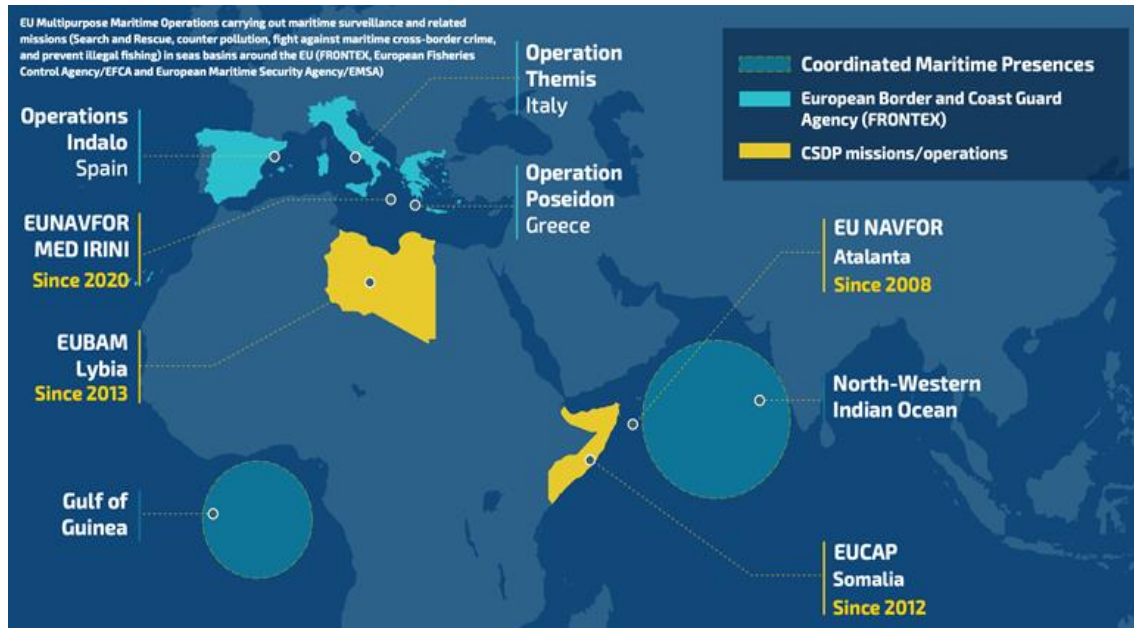 EU Multipurpose Maritime Operations carrying out maritime surveillance and related
missions (Search and Rescue, counter pollution, fight against maritime cross-border crime,
and prevent illegal fishing) in seas basins around the EU (FRONTEX, European Fisheries
Control Agency/EFCA and European Maritime Security Agency/EMSA)
Operation
Themis
Italy
Coordinated Maritime Presences
European Border and Coast Guard
Agency (FRONTEX)
CSDP missions/operations
Operations
Indalo
Spain
Operation
Poseidon
Greece
EUNAVFOR
MED IRINI
Since 2020
EU NAVFOR
Atalanta
Since 2008
EUBAM
Lybia
Since 2013
North-Western
Indian Ocean
Gulf of
Guinea
EUCAP
Somalia
Since 2012